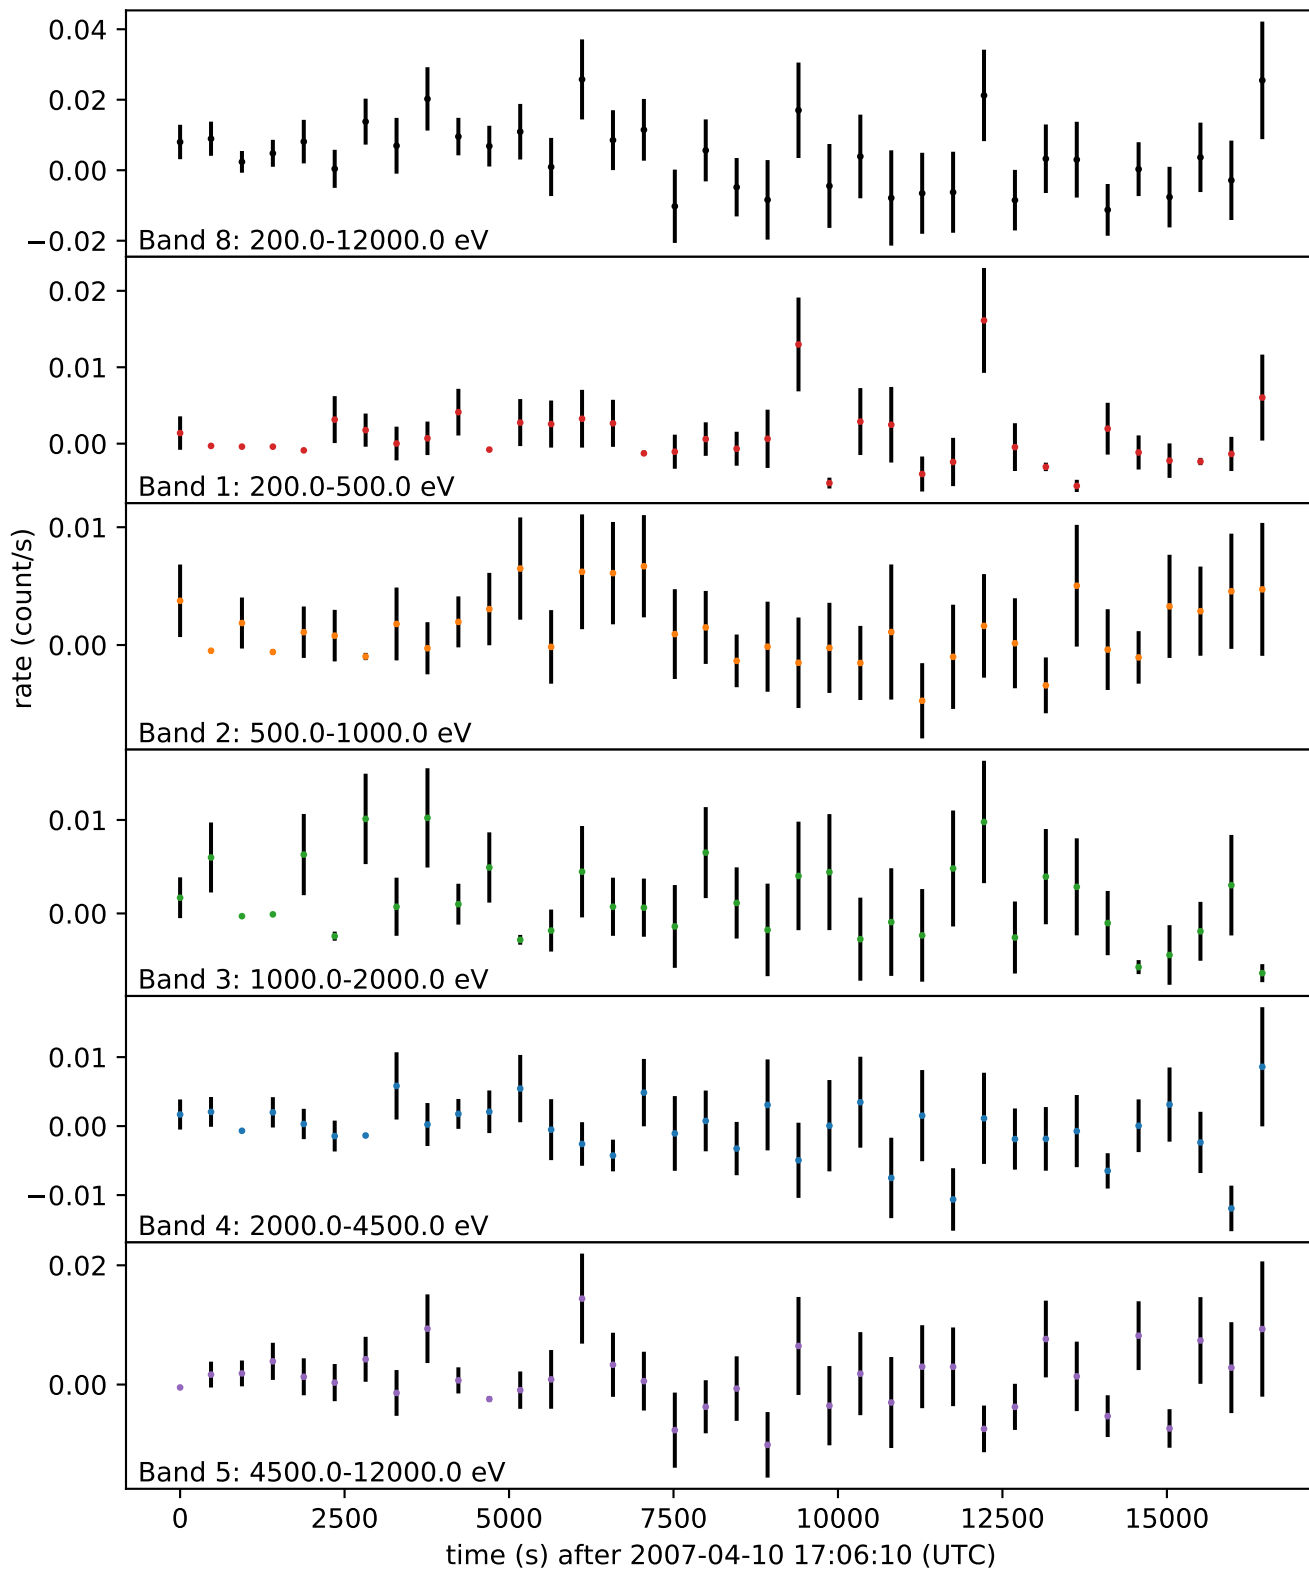 0.04
0.02
0.00
−0.02
Band 8: 200.0-12000.0 eV
0.02
0.01
0.00
Band 1: 200.0-500.0 eV
0.01
0.00
Band 2: 500.0-1000.0 eV
rate (count/s)
0.01
0.00
Band 3: 1000.0-2000.0 eV
0.01
0.00
−0.01
Band 4: 2000.0-4500.0 eV
0.02
0.00
Band 5: 4500.0-12000.0 eV
0 2500 5000 7500 10000 12500 15000
time (s) after 2007-04-10 17:06:10 (UTC)